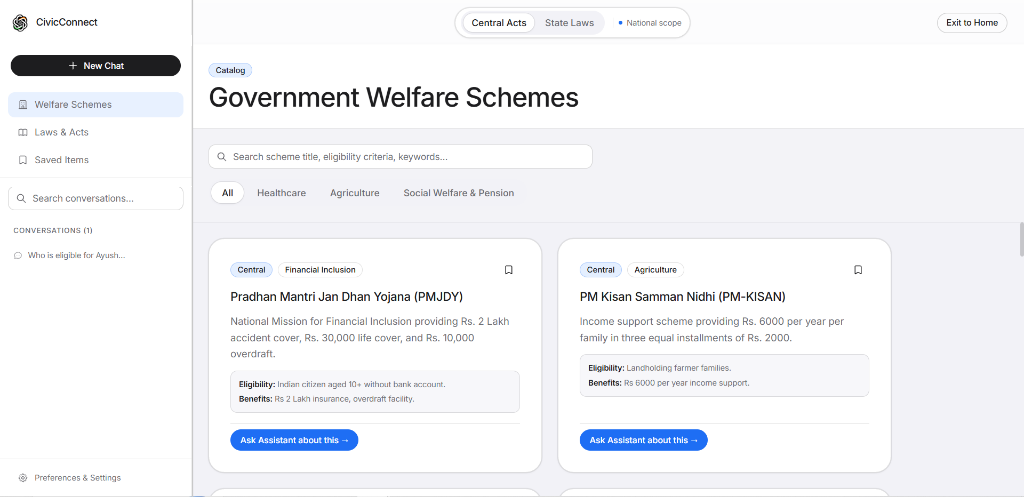 CivicConnect
+ New Chat
Welfare Schemes
Laws & Acts
Saved Items
Search conversations...
CONVERSATIONS (1)
Who is eligible for Ayush...
Preferences & Settings
Central Acts State Laws National scope
Exit to Home
Catalog
Government Welfare Schemes
Search scheme title, eligibility criteria, keywords...
All Healthcare Agriculture Social Welfare & Pension
Central Financial Inclusion
Pradhan Mantri Jan Dhan Yojana (PMJDY)
National Mission for Financial Inclusion providing Rs. 2 Lakh
accident cover, Rs. 30,000 life cover, and Rs. 10,000
overdraft.
Eligibility: Indian citizen aged 10+ without bank account.
Benefits: Rs 2 Lakh insurance, overdraft facility.
Ask Assistant about this →
Central Agriculture
PM Kisan Samman Nidhi (PM-KISAN)
Income support scheme providing Rs. 6000 per year per
family in three equal installments of Rs. 2000.
Eligibility: Landholding farmer families.
Benefits: Rs 6000 per year income support.
Ask Assistant about this →